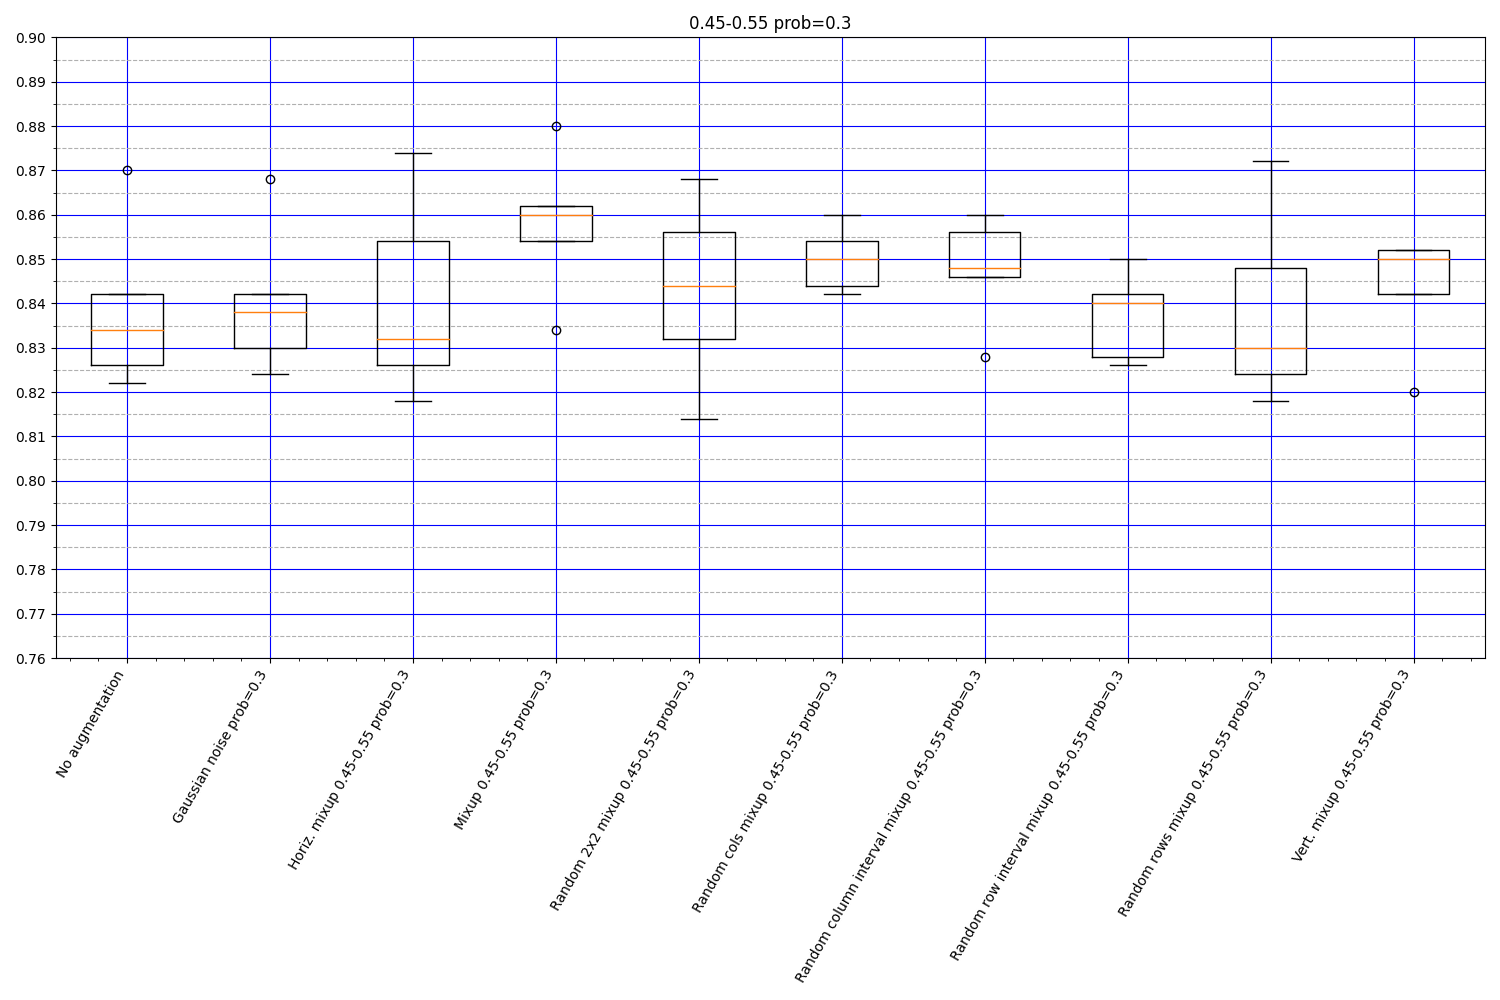 0.45-0.55 prob=0.3
0.90
0.89
0.88
0.87
0.86
0.85
0.84
0.83
0.82
0.81
0.80
0.79
0.78
0.77
0.76
No augmentation
Gaussian noise prob=0.3
Horiz. mixup 0.45-0.55 prob=0.3
Mixup 0.45-0.55 prob=0.3
Random 2x2 mixup 0.45-0.55 prob=0.3
Random cols mixup 0.45-0.55 prob=0.3
Random column interval mixup 0.45-0.55 prob=0.3
Random row interval mixup 0.45-0.55 prob=0.3
Random rows mixup 0.45-0.55 prob=0.3
Vert. mixup 0.45-0.55 prob=0.3